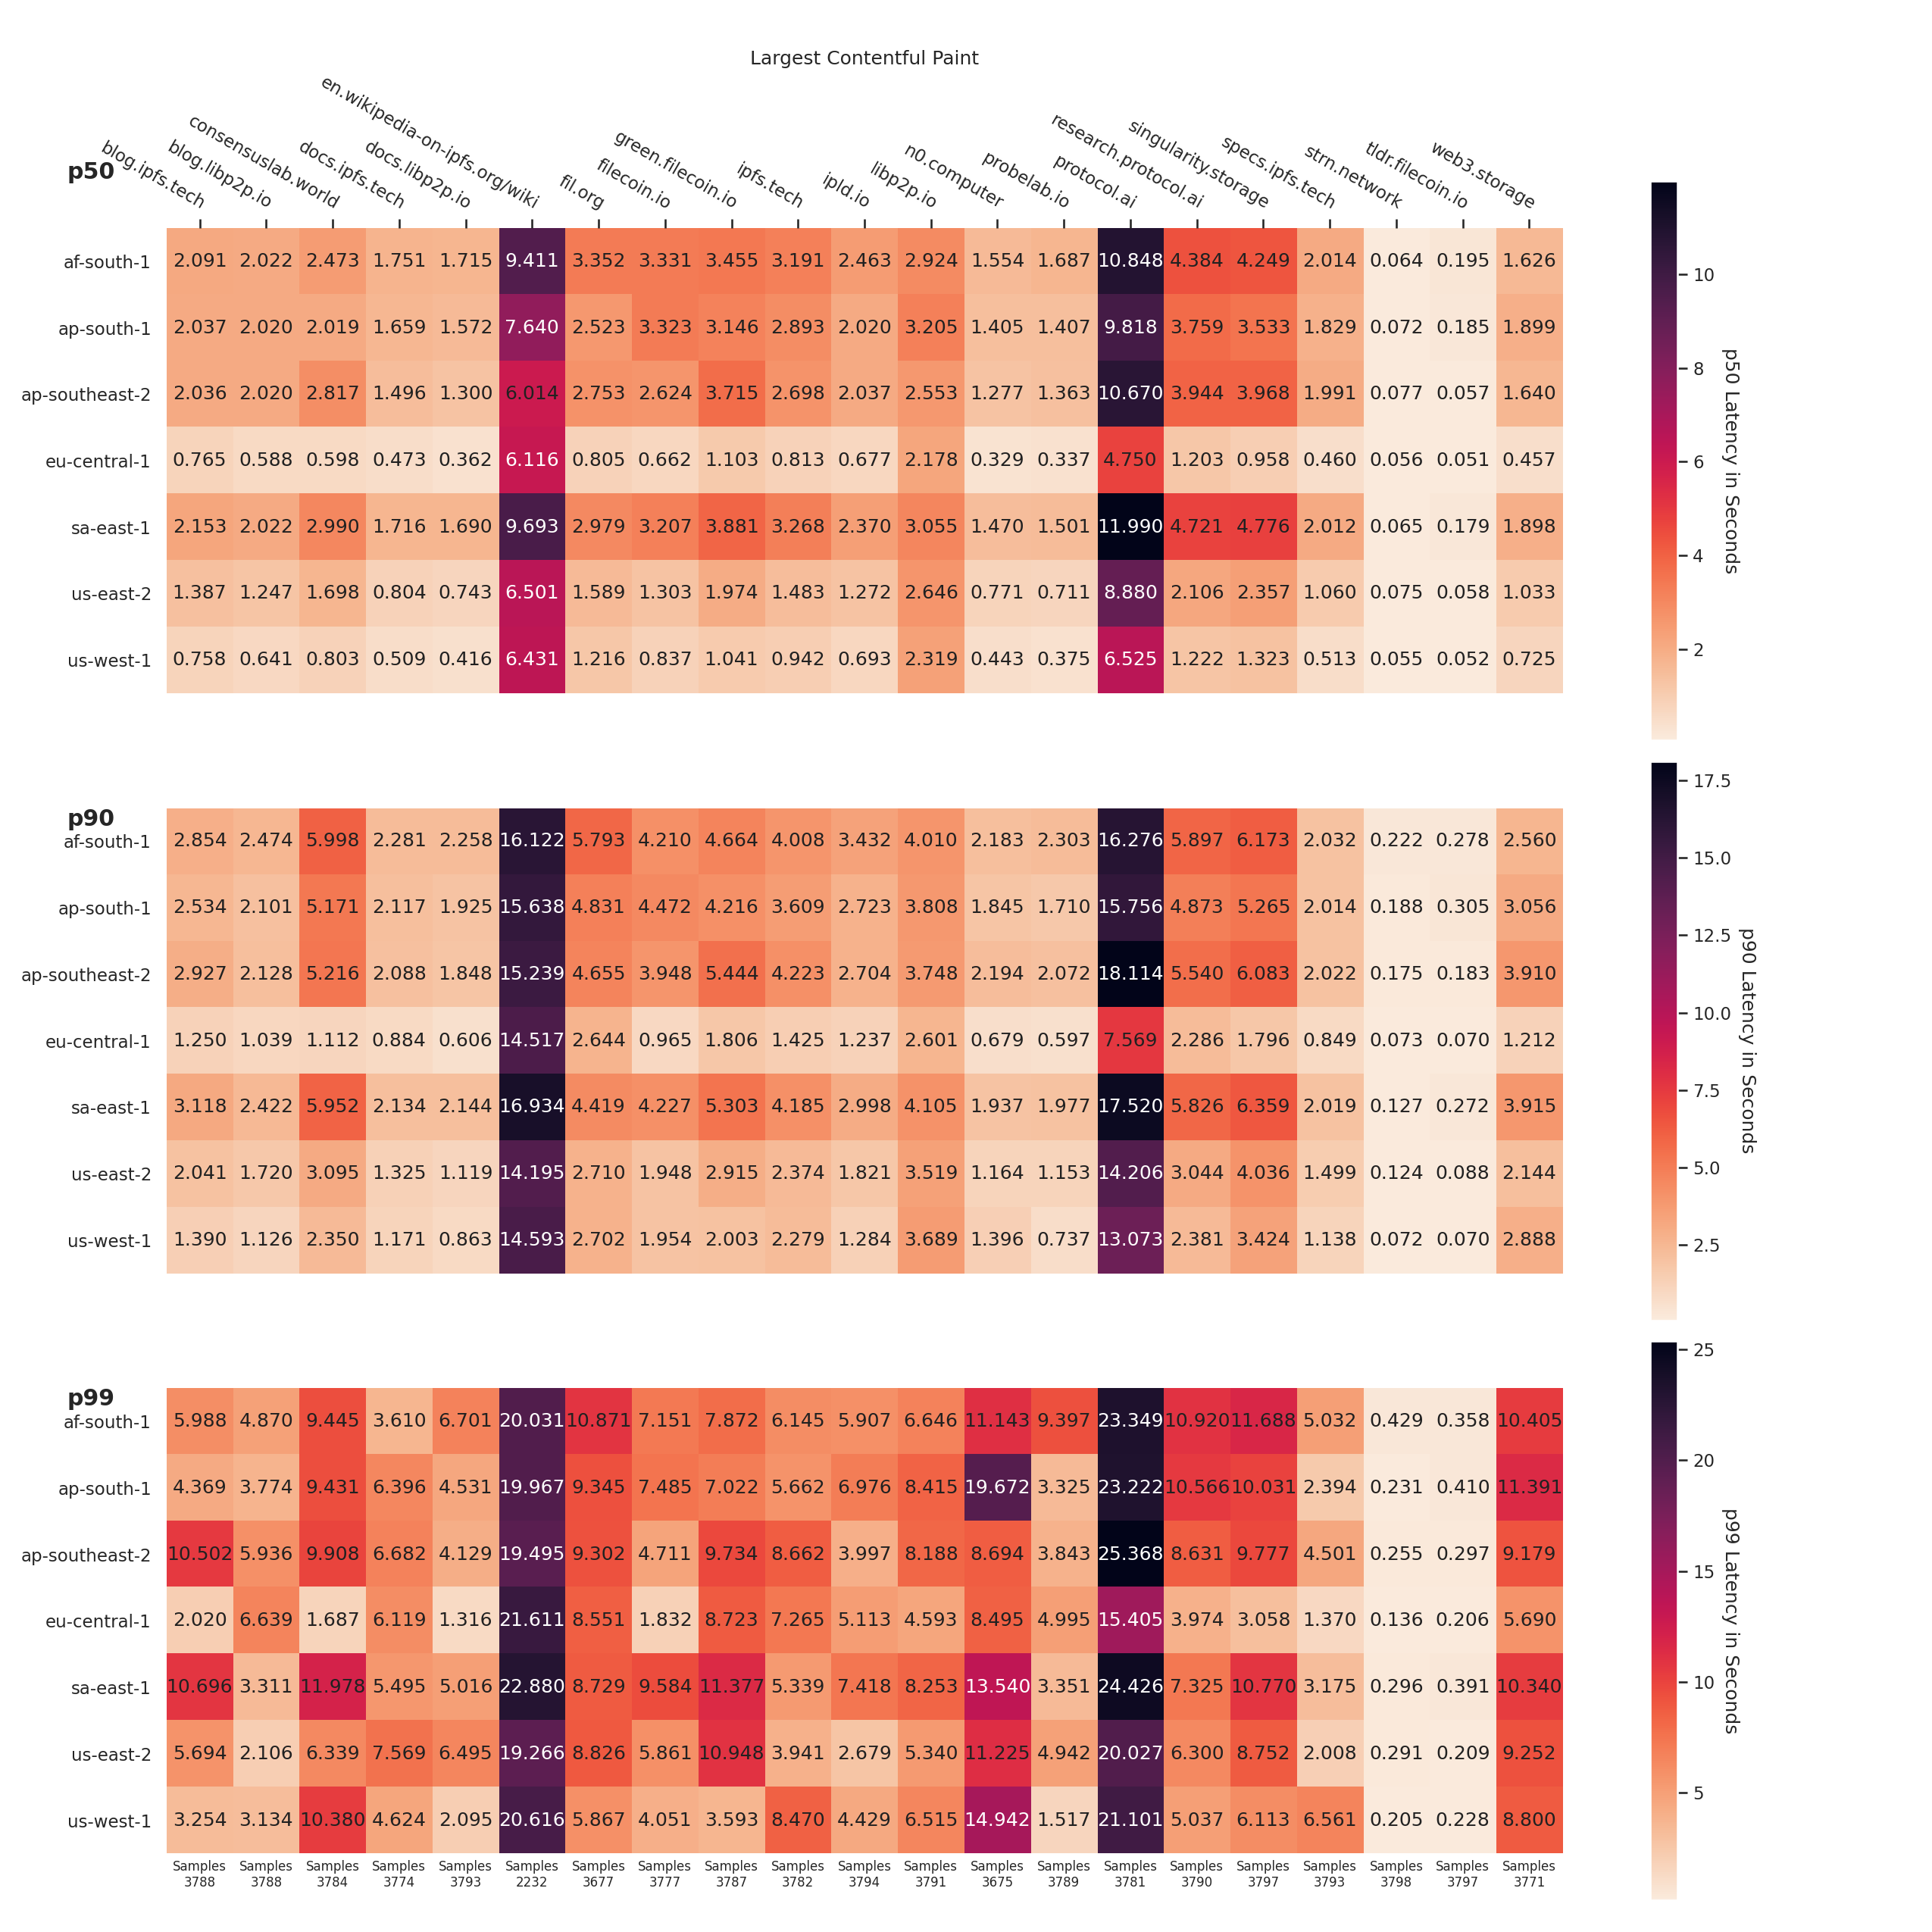 Largest Contentful Paint
p50
blog.ipfs.tech
blog.libp2p.io
consensuslab.world
docs.ipfs.tech
docs.libp2p.io
en.wikipedia-on-ipfs.org/wiki
fil.org
filecoin.io
green.filecoin.io
ipfs.tech
ipld.io
libp2p.io
n0.computer
probelab.io
protocol.ai
research.protocol.ai
singularity.storage
specs.ipfs.tech
strn.network
tldr.filecoin.io
web3.storage
af-south-1 2.091 2.022 2.473 1.751 1.715 9.411 3.352 3.331 3.455 3.191 2.463 2.924 1.554 1.687 10.848 4.384 4.249 2.014 0.064 0.195 1.626
ap-south-1 2.037 2.020 2.019 1.659 1.572 7.640 2.523 3.323 3.146 2.893 2.020 3.205 1.405 1.407 9.818 3.759 3.533 1.829 0.072 0.185 1.899
ap-southeast-2 2.036 2.020 2.817 1.496 1.300 6.014 2.753 2.624 3.715 2.698 2.037 2.553 1.277 1.363 10.670 3.944 3.968 1.991 0.077 0.057 1.640
eu-central-1 0.765 0.588 0.598 0.473 0.362 6.116 0.805 0.662 1.103 0.813 0.677 2.178 0.329 0.337 4.750 1.203 0.958 0.460 0.056 0.051 0.457
sa-east-1 2.153 2.022 2.990 1.716 1.690 9.693 2.979 3.207 3.881 3.268 2.370 3.055 1.470 1.501 11.990 4.721 4.776 2.012 0.065 0.179 1.898
us-east-2 1.387 1.247 1.698 0.804 0.743 6.501 1.589 1.303 1.974 1.483 1.272 2.646 0.771 0.711 8.880 2.106 2.357 1.060 0.075 0.058 1.033
us-west-1 0.758 0.641 0.803 0.509 0.416 6.431 1.216 0.837 1.041 0.942 0.693 2.319 0.443 0.375 6.525 1.222 1.323 0.513 0.055 0.052 0.725
10
8
6
4
2
p50 Latency in Seconds
p90
af-south-1 2.854 2.474 5.998 2.281 2.258 16.122 5.793 4.210 4.664 4.008 3.432 4.010 2.183 2.303 16.276 5.897 6.173 2.032 0.222 0.278 2.560
ap-south-1 2.534 2.101 5.171 2.117 1.925 15.638 4.831 4.472 4.216 3.609 2.723 3.808 1.845 1.710 15.756 4.873 5.265 2.014 0.188 0.305 3.056
ap-southeast-2 2.927 2.128 5.216 2.088 1.848 15.239 4.655 3.948 5.444 4.223 2.704 3.748 2.194 2.072 18.114 5.540 6.083 2.022 0.175 0.183 3.910
eu-central-1 1.250 1.039 1.112 0.884 0.606 14.517 2.644 0.965 1.806 1.425 1.237 2.601 0.679 0.597 7.569 2.286 1.796 0.849 0.073 0.070 1.212
sa-east-1 3.118 2.422 5.952 2.134 2.144 16.934 4.419 4.227 5.303 4.185 2.998 4.105 1.937 1.977 17.520 5.826 6.359 2.019 0.127 0.272 3.915
us-east-2 2.041 1.720 3.095 1.325 1.119 14.195 2.710 1.948 2.915 2.374 1.821 3.519 1.164 1.153 14.206 3.044 4.036 1.499 0.124 0.088 2.144
us-west-1 1.390 1.126 2.350 1.171 0.863 14.593 2.702 1.954 2.003 2.279 1.284 3.689 1.396 0.737 13.073 2.381 3.424 1.138 0.072 0.070 2.888
17.5
15.0
12.5
10.0
7.5
5.0
2.5
p90 Latency in Seconds
p99
af-south-1 5.988 4.870 9.445 3.610 6.701 20.031 10.871 7.151 7.872 6.145 5.907 6.646 11.143 9.397 23.349 10.920 11.688 5.032 0.429 0.358 10.405
ap-south-1 4.369 3.774 9.431 6.396 4.531 19.967 9.345 7.485 7.022 5.662 6.976 8.415 19.672 3.325 23.222 10.566 10.031 2.394 0.231 0.410 11.391
ap-southeast-2 10.502 5.936 9.908 6.682 4.129 19.495 9.302 4.711 9.734 8.662 3.997 8.188 8.694 3.843 25.368 8.631 9.777 4.501 0.255 0.297 9.179
eu-central-1 2.020 6.639 1.687 6.119 1.316 21.611 8.551 1.832 8.723 7.265 5.113 4.593 8.495 4.995 15.405 3.974 3.058 1.370 0.136 0.206 5.690
sa-east-1 10.696 3.311 11.978 5.495 5.016 22.880 8.729 9.584 11.377 5.339 7.418 8.253 13.540 3.351 24.426 7.325 10.770 3.175 0.296 0.391 10.340
us-east-2 5.694 2.106 6.339 7.569 6.495 19.266 8.826 5.861 10.948 3.941 2.679 5.340 11.225 4.942 20.027 6.300 8.752 2.008 0.291 0.209 9.252
us-west-1 3.254 3.134 10.380 4.624 2.095 20.616 5.867 4.051 3.593 8.470 4.429 6.515 14.942 1.517 21.101 5.037 6.113 6.561 0.205 0.228 8.800
Samples Samples Samples Samples Samples Samples Samples Samples Samples Samples Samples Samples Samples Samples Samples Samples Samples Samples Samples Samples Samples
3788 3788 3784 3774 3793 2232 3677 3777 3787 3782 3794 3791 3675 3789 3781 3790 3797 3793 3798 3797 3771
25
20
15
10
5
p99 Latency in Seconds